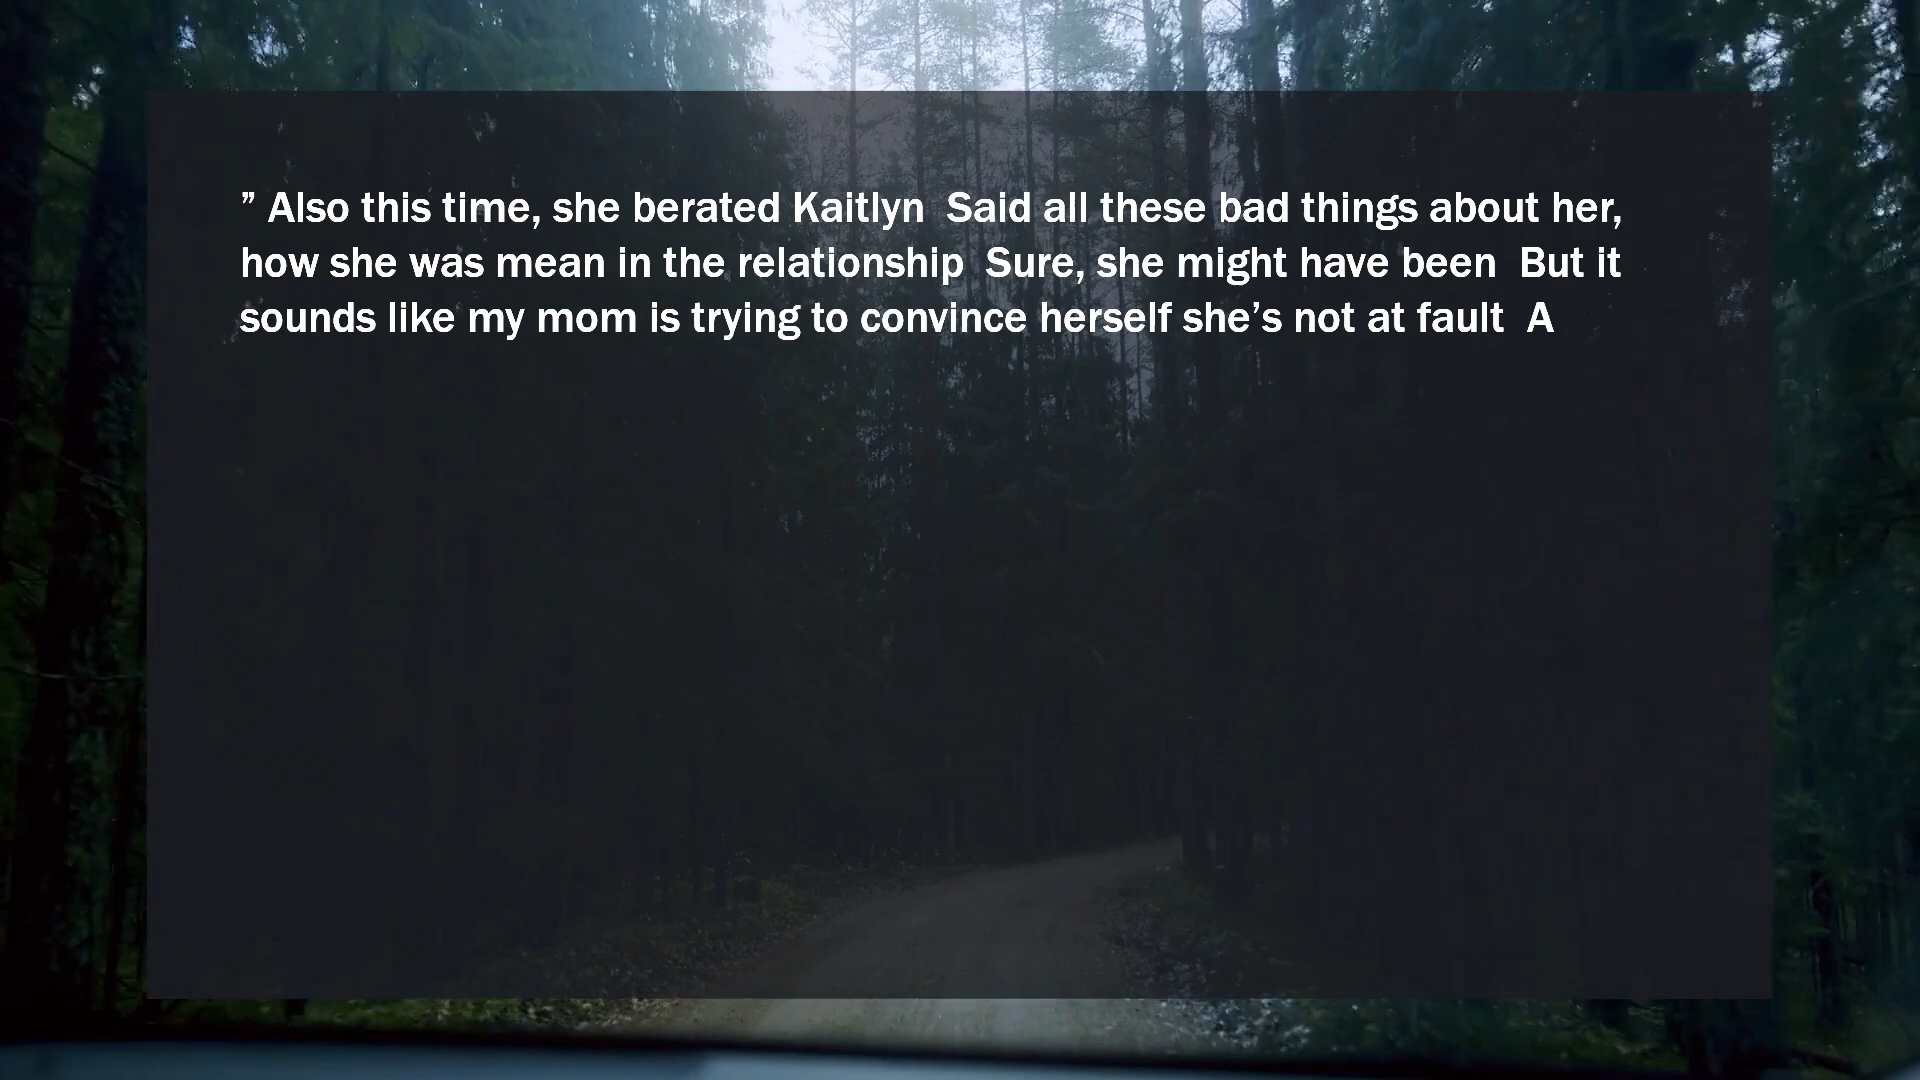 ” Also this time, she berated Kaitlyn  Said all these bad things about her,
how she was mean in the relationship  Sure, she might have been  But it
sounds like my mom is trying to convince herself she’s not at fault  A